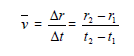 v̅ = Δr / Δt = (r₂ − r₁) / (t₂ − t₁)